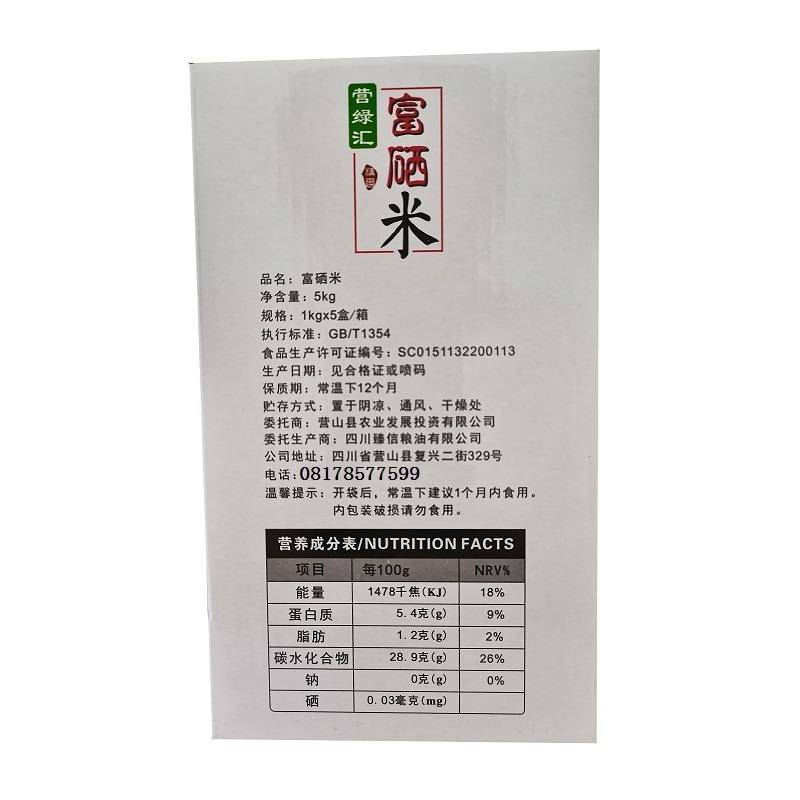 营绿汇
富硒米
品名：富硒米
净含量：5kg
规格：1kgx5盒/箱
执行标准：GB/T1354
食品生产许可证编号：SC0151132200113
生产日期：见合格证或喷码
保质期：常温下12个月
贮存方式：置于阴凉、通风、干燥处
委托商：营山县农业发展投资有限公司
委托生产商：四川臻信粮油有限公司
公司地址：四川省营山县复兴二街329号
电话：08178577599
温馨提示：开袋后，常温下建议1个月内食用。
内包装破损请勿食用。
营养成分表/NUTRITION FACTS
项目 每100g NRV%
能量 1478千焦(KJ) 18%
蛋白质 5.4克(g) 9%
脂肪 1.2克(g) 2%
碳水化合物 28.9克(g) 26%
钠 0克(g) 0%
硒 0.03毫克(mg)